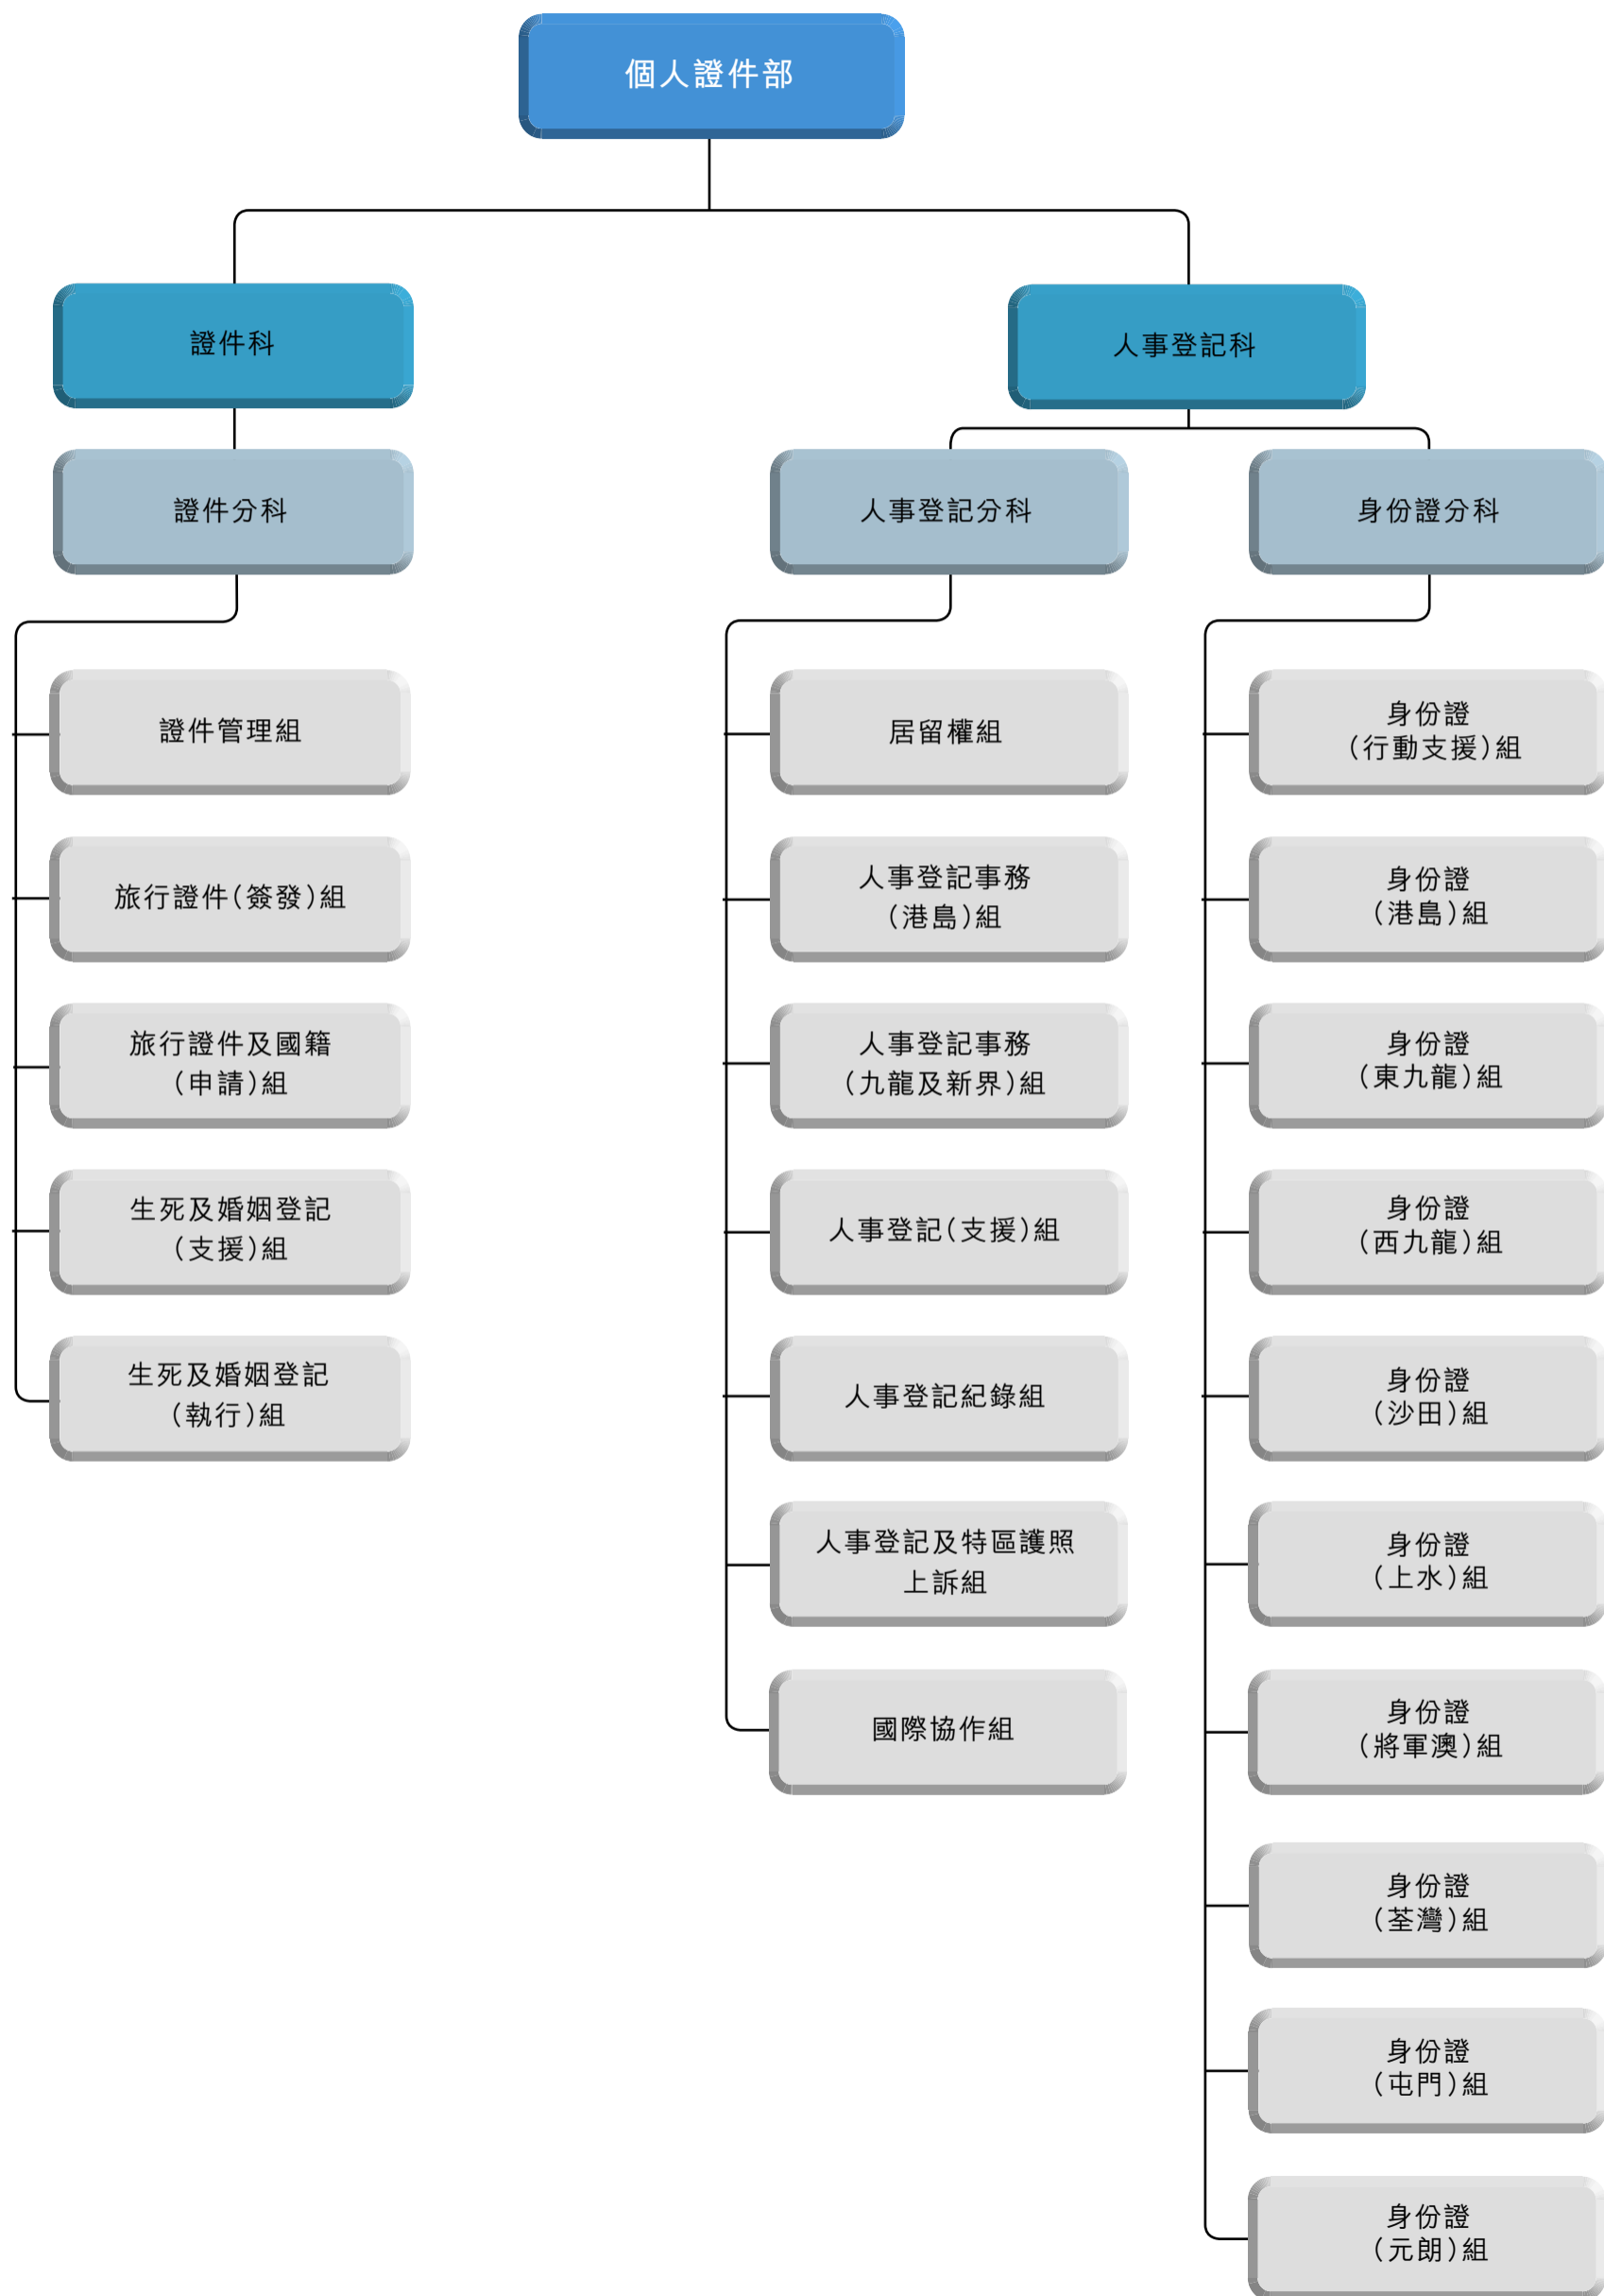 個人證件部
證件科
人事登記科
證件分科
人事登記分科
身份證分科
證件管理組
旅行證件(簽發)組
旅行證件及國籍
(申請)組
生死及婚姻登記
(支援)組
生死及婚姻登記
(執行)組
居留權組
人事登記事務
(港島)組
人事登記事務
(九龍及新界)組
人事登記(支援)組
人事登記紀錄組
人事登記及特區護照
上訴組
國際協作組
身份證
(行動支援)組
身份證
(港島)組
身份證
(東九龍)組
身份證
(西九龍)組
身份證
(沙田)組
身份證
(上水)組
身份證
(將軍澳)組
身份證
(荃灣)組
身份證
(屯門)組
身份證
(元朗)組